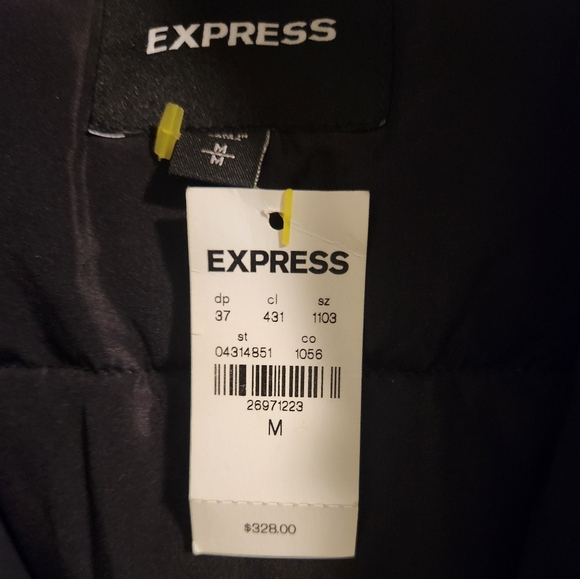 EXPRESS
M
M
EXPRESS
dp cl sz
37 431 1103
st co
04314851 1056
26971223
M
$328.00